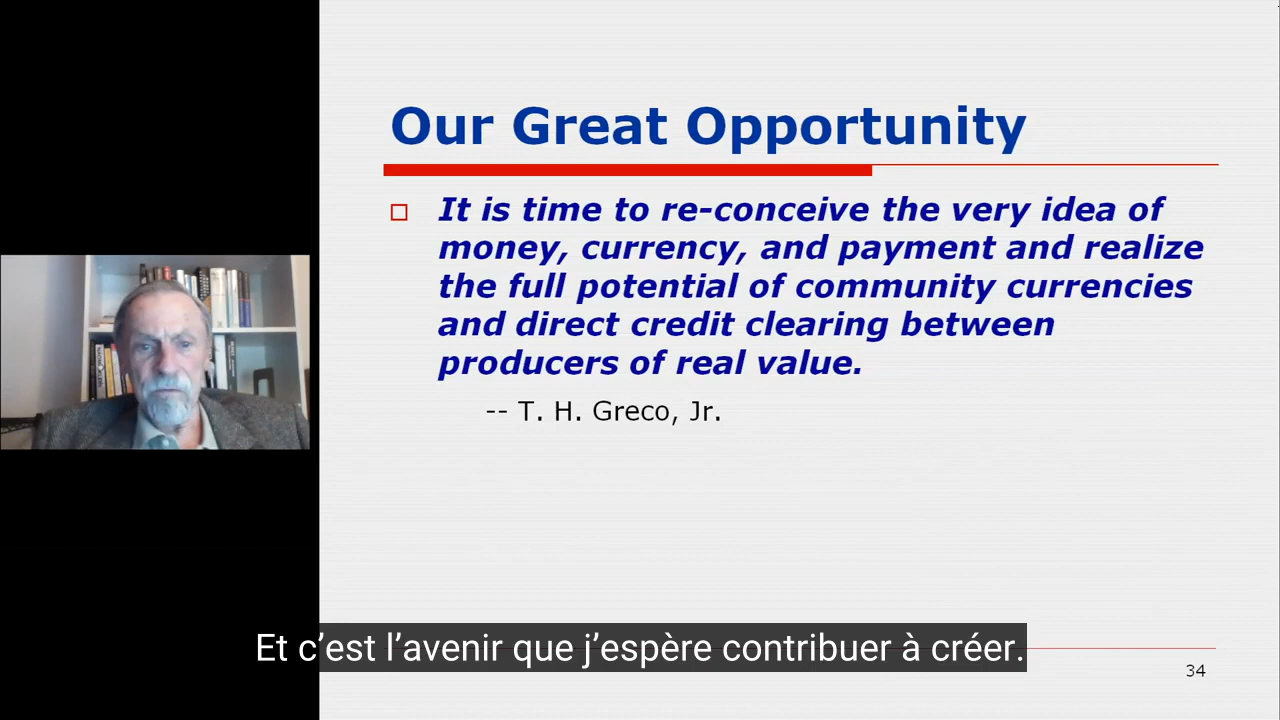 Our Great Opportunity
It is time to re-conceive the very idea of
money, currency, and payment and realize
the full potential of community currencies
and direct credit clearing between
producers of real value.
-- T. H. Greco, Jr.
Et c’est l’avenir que j’espère contribuer à créer.
34